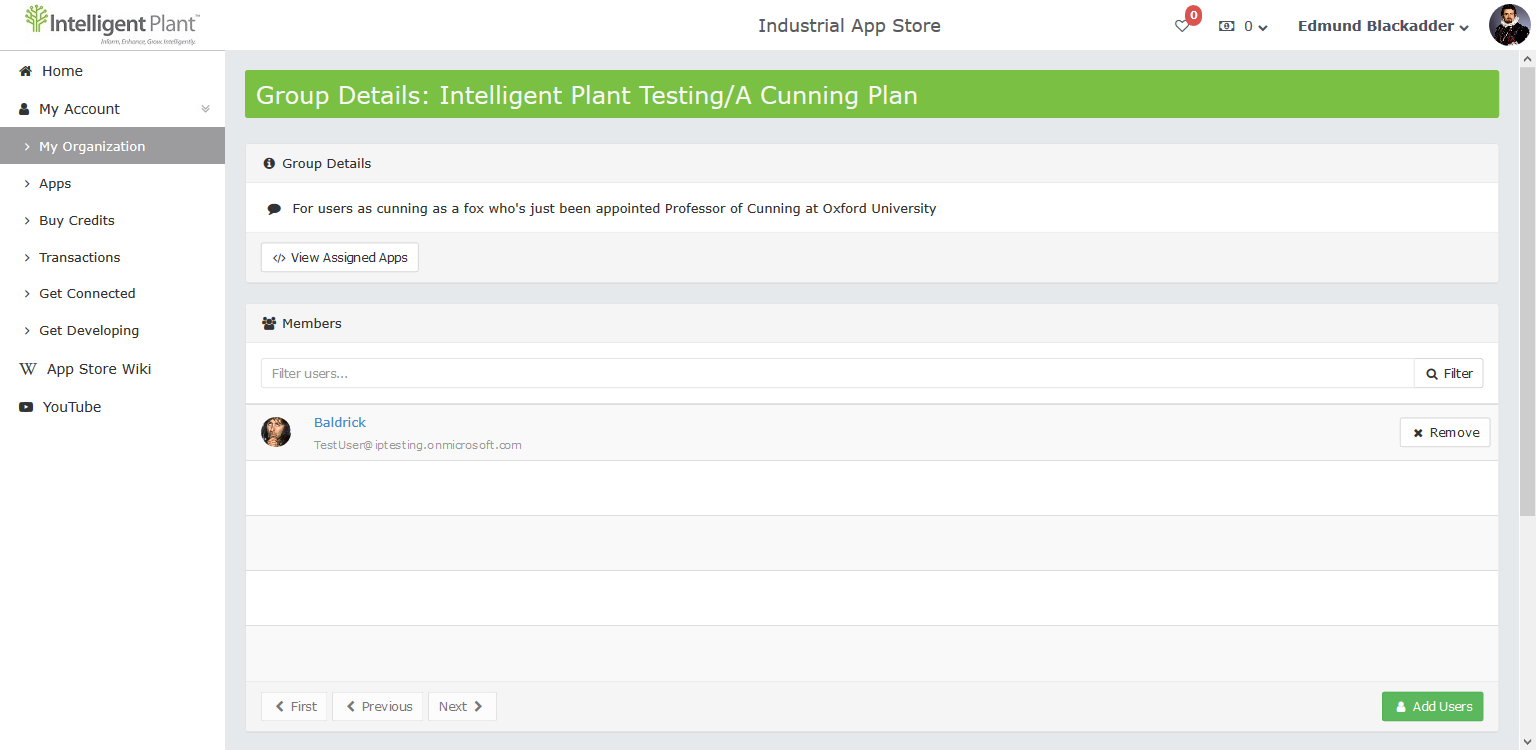 Intelligent Plant™
Inform, Enhance, Grow. Intelligently.
Industrial App Store
0
0
Edmund Blackadder
Home
My Account
My Organization
Apps
Buy Credits
Transactions
Get Connected
Get Developing
W App Store Wiki
YouTube
Group Details: Intelligent Plant Testing/A Cunning Plan
Group Details
For users as cunning as a fox who's just been appointed Professor of Cunning at Oxford University
</> View Assigned Apps
Members
Filter users...
Filter
Baldrick
TestUser@iptesting.onmicrosoft.com
Remove
First
Previous
Next
Add Users